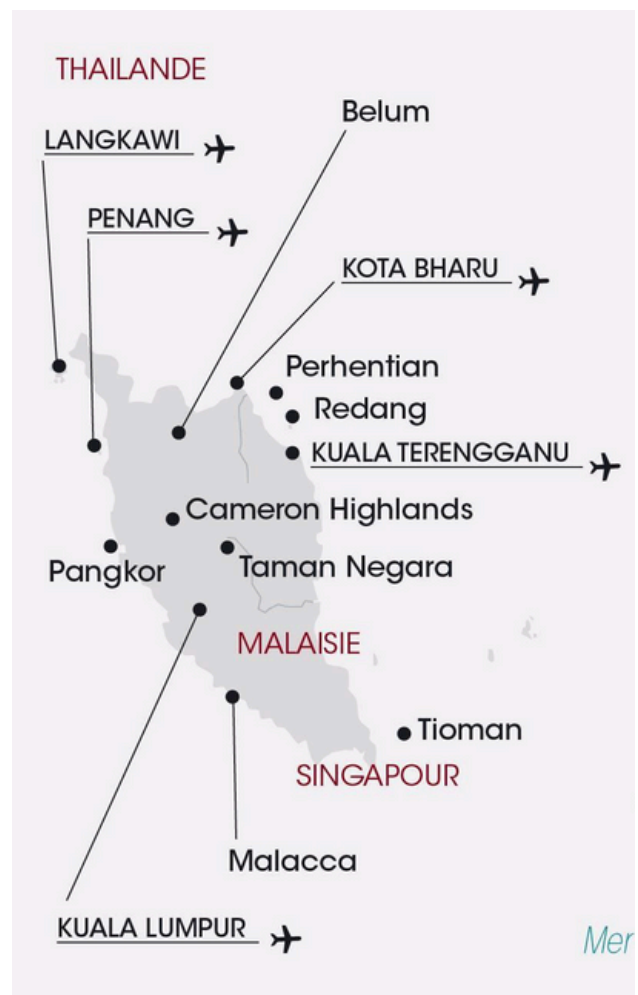 THAILANDE
Belum
LANGKAWI
PENANG
KOTA BHARU
Perhentian
Redang
KUALA TERENGGANU
Cameron Highlands
Pangkor
Taman Negara
MALAISIE
Tioman
SINGAPOUR
Malacca
KUALA LUMPUR
Mer